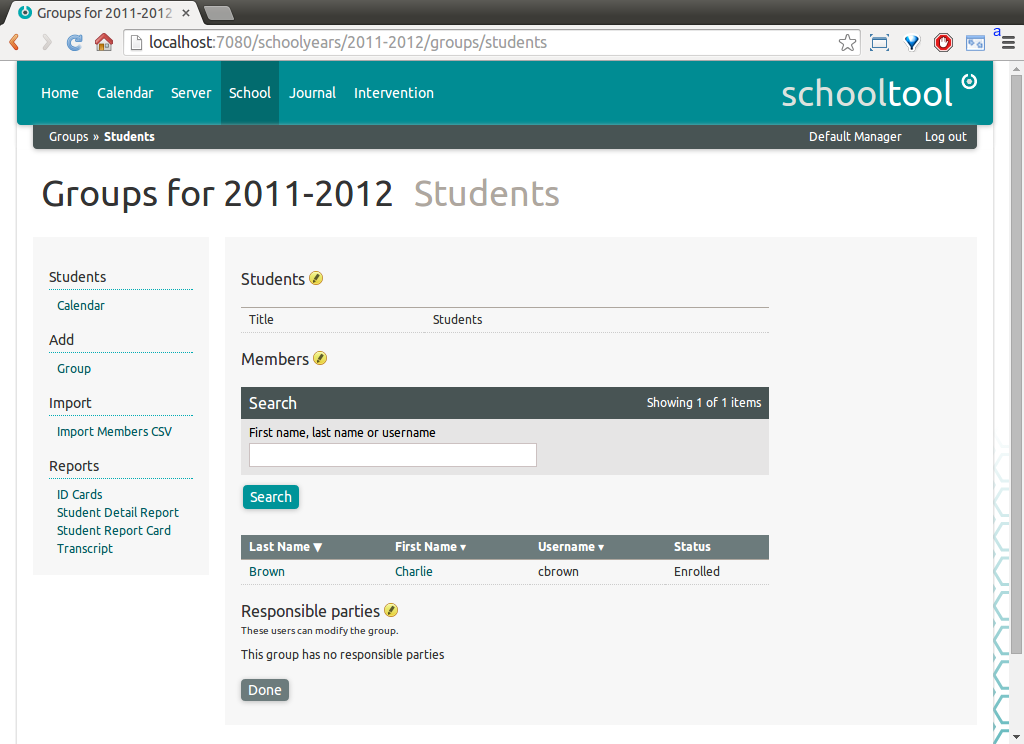 Groups for 2011-2012
localhost:7080/schoolyears/2011-2012/groups/students
a
Home Calendar Server School Journal Intervention
schooltool
Groups » Students
Default Manager Log out
Groups for 2011-2012 Students
Students
Calendar
Add
Group
Import
Import Members CSV
Reports
ID Cards
Student Detail Report
Student Report Card
Transcript
Students
Title Students
Members
Search Showing 1 of 1 items
First name, last name or username
Search
Last Name ▼ First Name ▾ Username ▾ Status
Brown Charlie cbrown Enrolled
Responsible parties
These users can modify the group.
This group has no responsible parties
Done